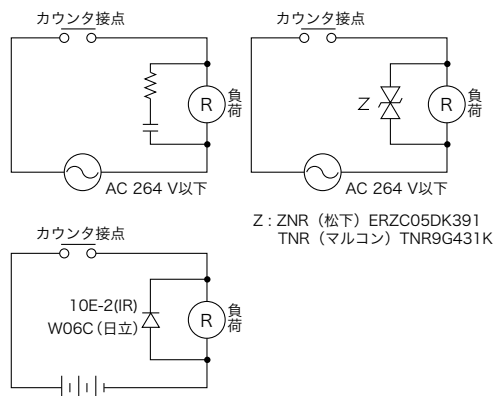 カウンタ接点
R
負荷
AC 264 V以下
カウンタ接点
Z
R
負荷
AC 264 V以下
Z : ZNR（松下）ERZC05DK391
TNR（マルコン）TNR9G431K
カウンタ接点
10E-2(IR)
W06C（日立）
R
負荷